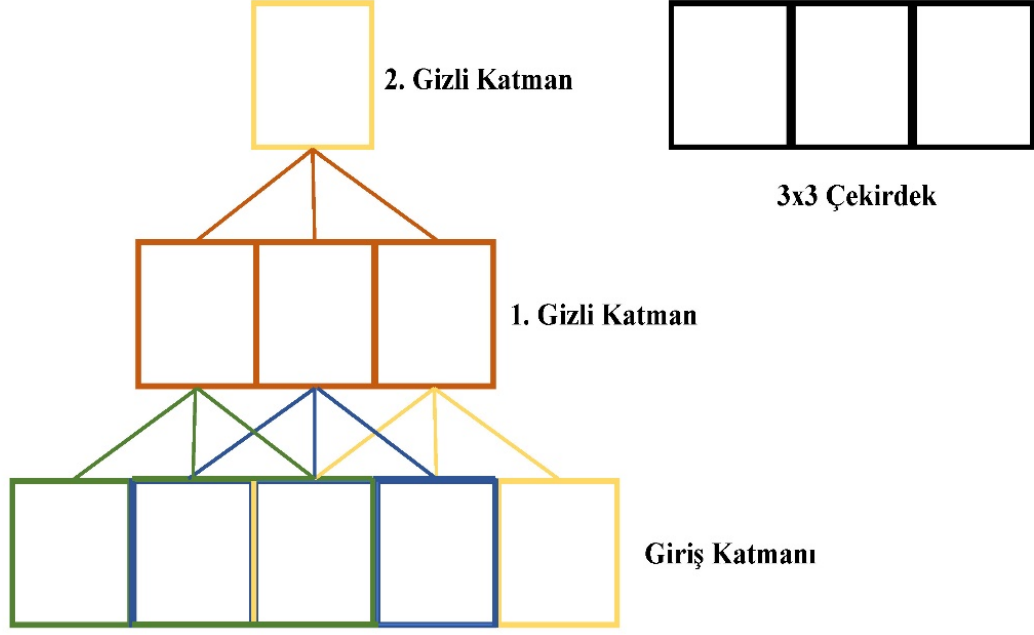 2. Gizli Katman
3x3 Çekirdek
1. Gizli Katman
Giriş Katmanı